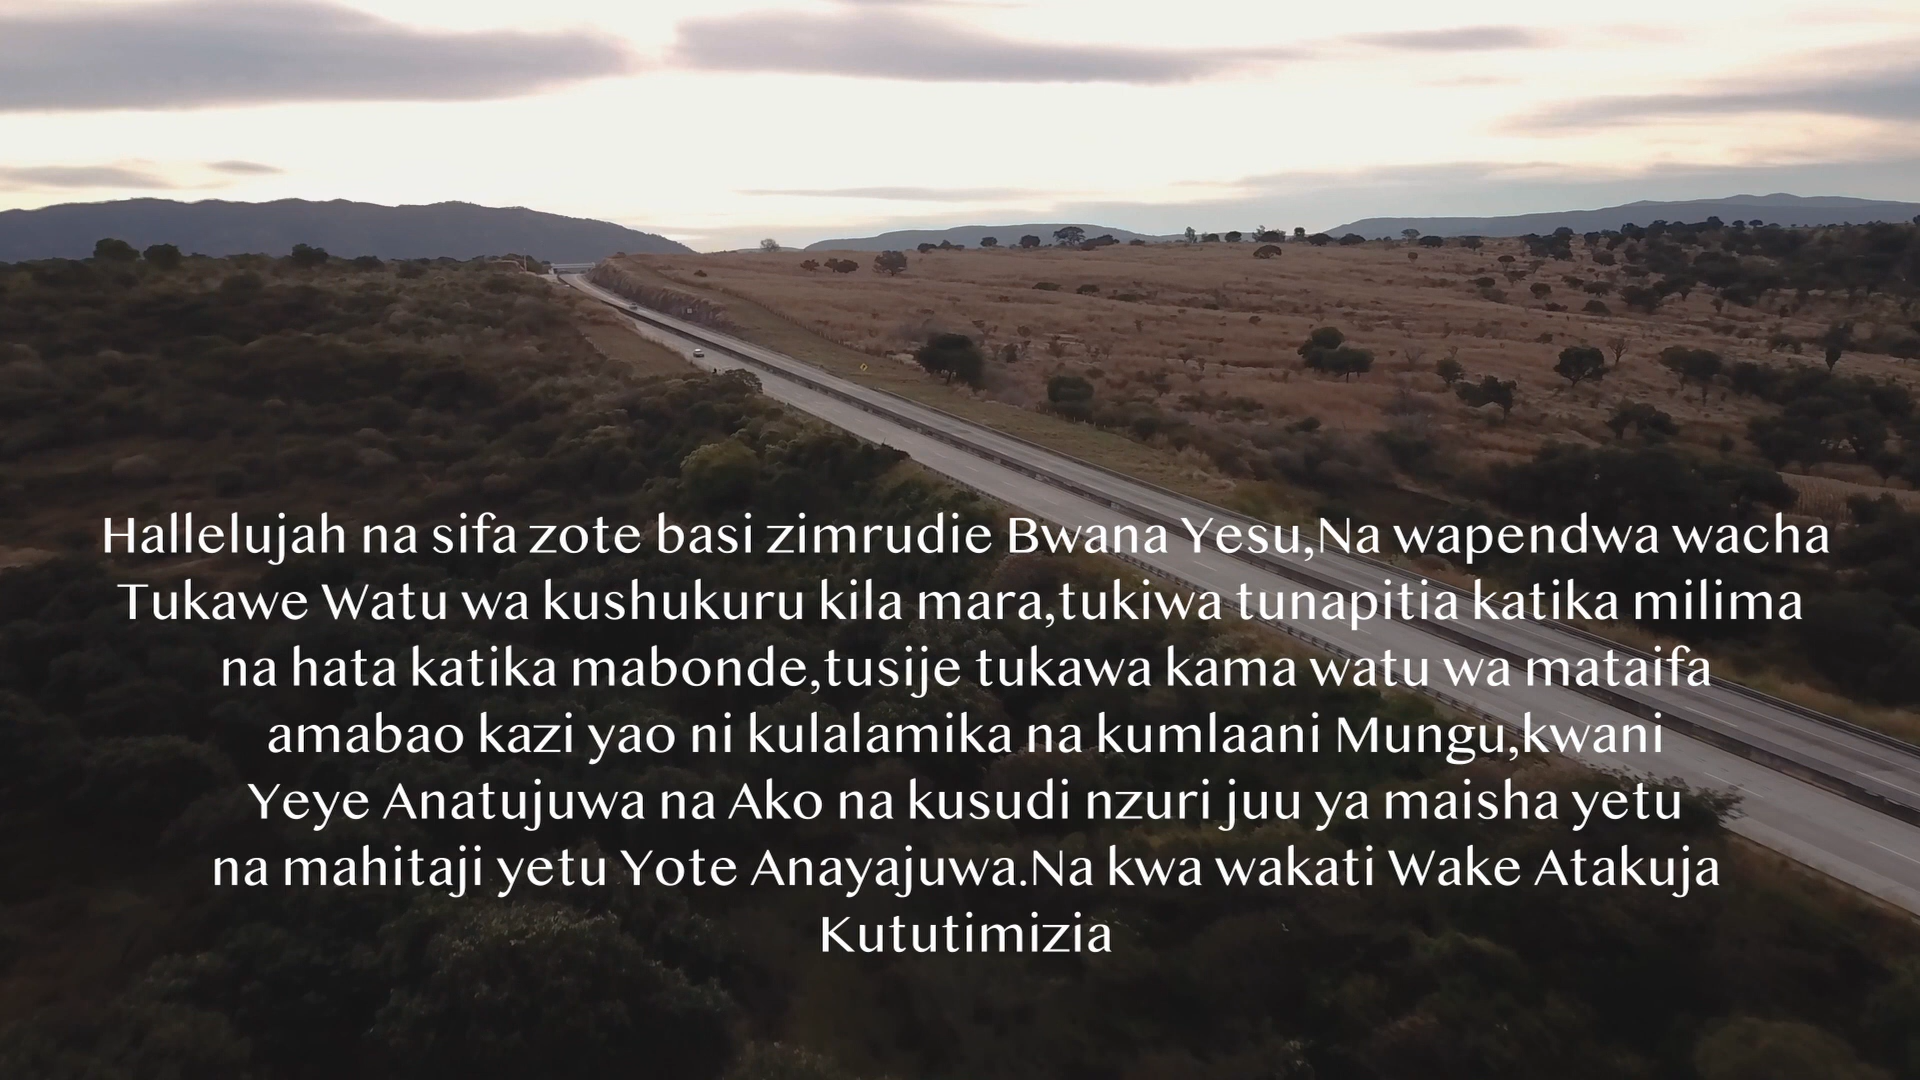 Hallelujah na sifa zote basi zimrudie Bwana Yesu,Na wapendwa wacha
Tukawe Watu wa kushukuru kila mara,tukiwa tunapitia katika milima
na hata katika mabonde,tusije tukawa kama watu wa mataifa
amabao kazi yao ni kulalamika na kumlaani Mungu,kwani
Yeye Anatujuwa na Ako na kusudi nzuri juu ya maisha yetu
na mahitaji yetu Yote Anayajuwa.Na kwa wakati Wake Atakuja
Kututimizia